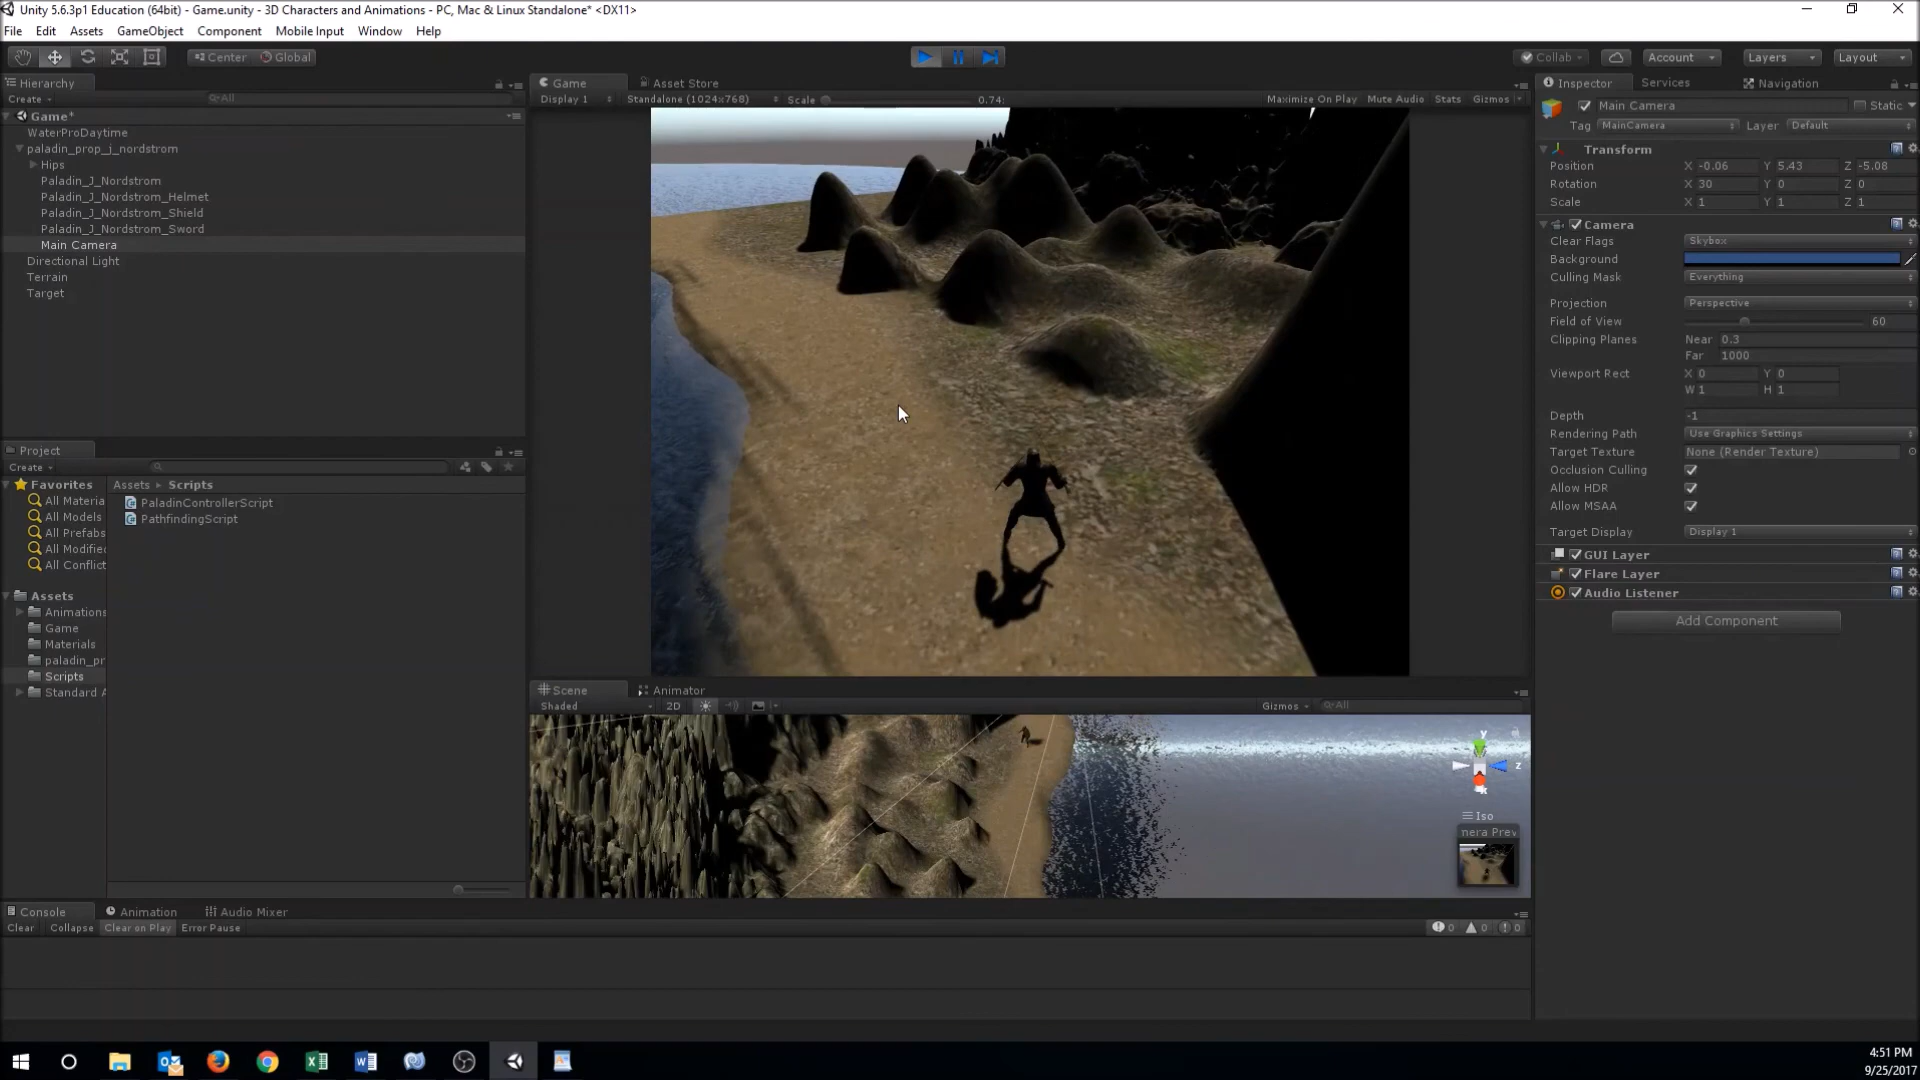 Unity 5.6.3p1 Education (64bit) - Game.unity - 3D Characters and Animations - PC, Mac & Linux Standalone* <DX11>
File Edit Assets GameObject Component Mobile Input Window Help
Center Global Collab Account Layers Layout
Hierarchy
Create All
Game*
WaterProDaytime
paladin_prop_j_nordstrom
Hips
Paladin_J_Nordstrom
Paladin_J_Nordstrom_Helmet
Paladin_J_Nordstrom_Shield
Paladin_J_Nordstrom_Sword
Main Camera
Directional Light
Terrain
Target
Project
Create
Favorites
All Materia
All Models
All Prefabs
All Modifie
All Conflict
Assets
Animations
Game
Materials
paladin_pr
Scripts
Standard A
Assets Scripts
PaladinControllerScript
PathfindingScript
Game Asset Store
Display 1 Standalone (1024x768) Scale 0.74: Maximize On Play Mute Audio Stats Gizmos
Scene Animator
Shaded 2D Gizmos All
y
z
x
Iso
nera Prev
Console Animation Audio Mixer
Clear Collapse Clear on Play Error Pause 0 0 0
Inspector Services Navigation
Main Camera Static
Tag MainCamera Layer Default
Transform
Position X -0.06 Y 5.43 Z -5.08
Rotation X 30 Y 0 Z 0
Scale X 1 Y 1 Z 1
Camera
Clear Flags Skybox
Background
Culling Mask Everything
Projection Perspective
Field of View 60
Clipping Planes Near 0.3
Far 1000
Viewport Rect X 0 Y 0
W 1 H 1
Depth -1
Rendering Path Use Graphics Settings
Target Texture None (Render Texture)
Occlusion Culling
Allow HDR
Allow MSAA
Target Display Display 1
GUI Layer
Flare Layer
Audio Listener
Add Component
4:51 PM
9/25/2017